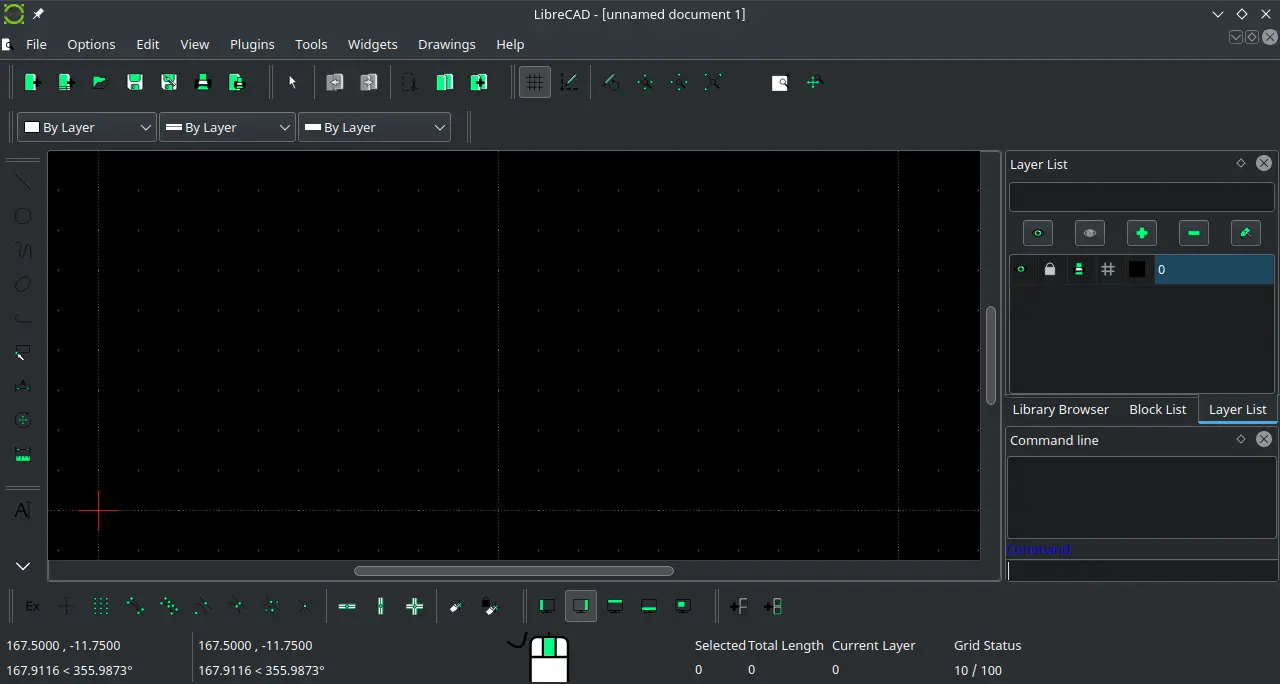 LibreCAD - [unnamed document 1]
File Options Edit View Plugins Tools Widgets Drawings Help
By Layer By Layer By Layer
Layer List
0
Library Browser Block List Layer List
Command line
Command:
A
Ex
167.5000 , -11.7500 167.5000 , -11.7500 Selected Total Length Current Layer Grid Status
167.9116 < 355.9873° 167.9116 < 355.9873° 0 0 0 10 / 100